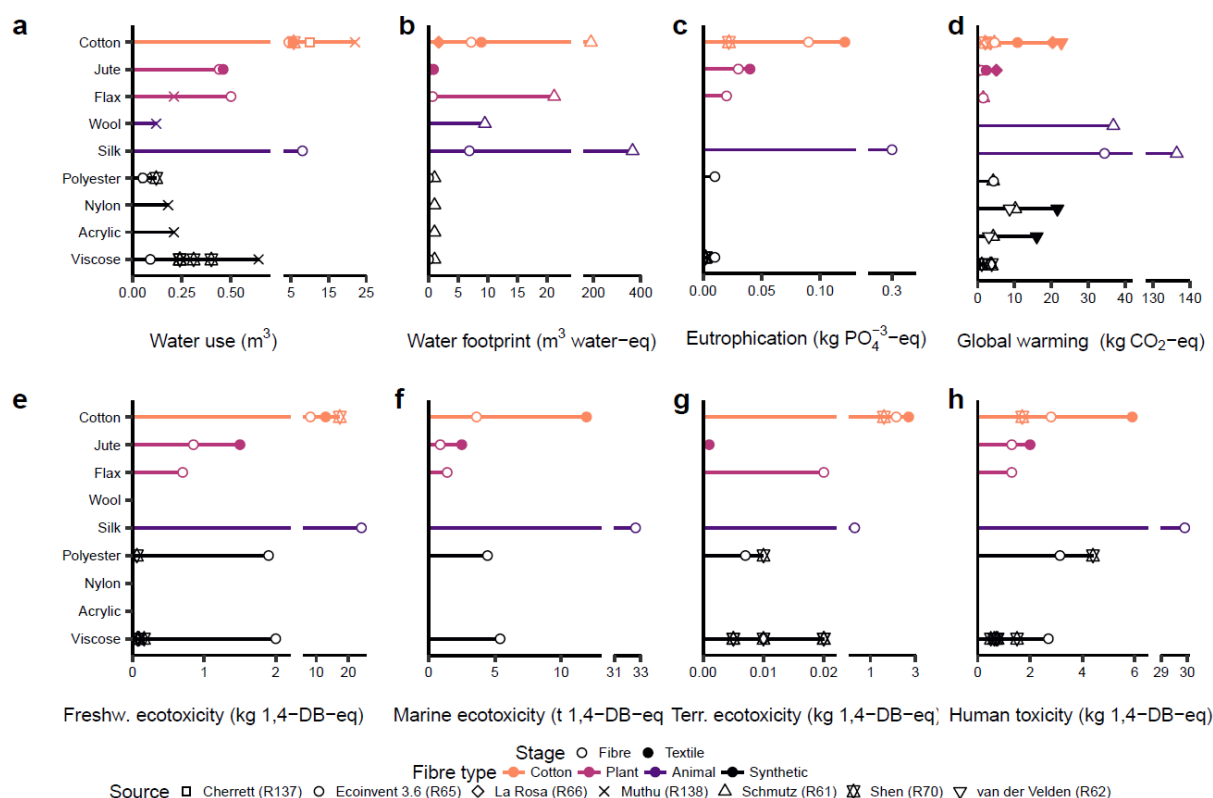 a
b
c
d
Cotton
Jute
Flax
Wool
Silk
Polyester
Nylon
Acrylic
Viscose
0.00 0.25 0.50 5 15 25
0 5 10 15 20 200 400
0.00 0.05 0.10 0.3
0 10 20 30 40 130 140
Water use (m³)
Water footprint (m³ water−eq)
Eutrophication (kg PO₄⁻³−eq)
Global warming (kg CO₂−eq)
e
f
g
h
Cotton
Jute
Flax
Wool
Silk
Polyester
Nylon
Acrylic
Viscose
0 1 2 10 20
0 5 10 31 33
0.00 0.01 0.02 1 3
0 2 4 6 29 30
Freshw. ecotoxicity (kg 1,4−DB−eq)
Marine ecotoxicity (t 1,4−DB−eq
Terr. ecotoxicity (kg 1,4−DB−eq)
Human toxicity (kg 1,4−DB−eq)
Stage Fibre Textile
Fibre type Cotton Plant Animal Synthetic
Source Cherrett (R137) Ecoinvent 3.6 (R65) La Rosa (R66) Muthu (R138) Schmutz (R61) Shen (R70) van der Velden (R62)